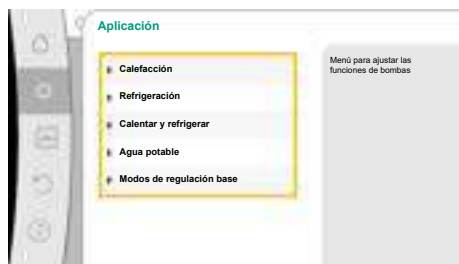 Aplicación
Calefacción
Refrigeración
Calentar y refrigerar
Agua potable
Modos de regulación base
Menú para ajustar las
funciones de bombas